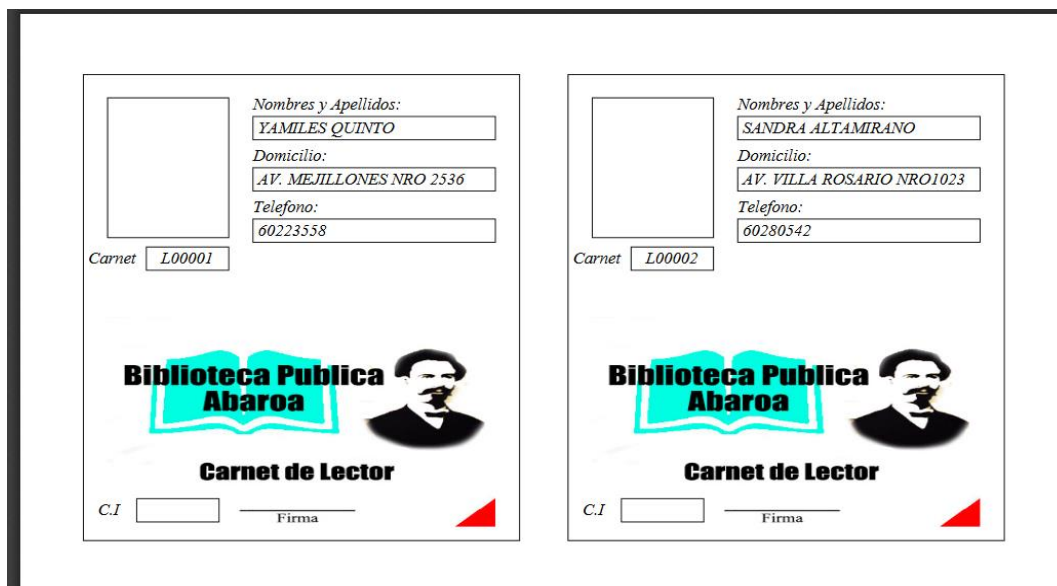 Nombres y Apellidos:
YAMILES QUINTO
Domicilio:
AV. MEJILLONES NRO 2536
Telefono:
60223558
Carnet L00001
Biblioteca Publica
Abaroa
Carnet de Lector
C.I
Firma
Nombres y Apellidos:
SANDRA ALTAMIRANO
Domicilio:
AV. VILLA ROSARIO NRO1023
Telefono:
60280542
Carnet L00002
Biblioteca Publica
Abaroa
Carnet de Lector
C.I
Firma